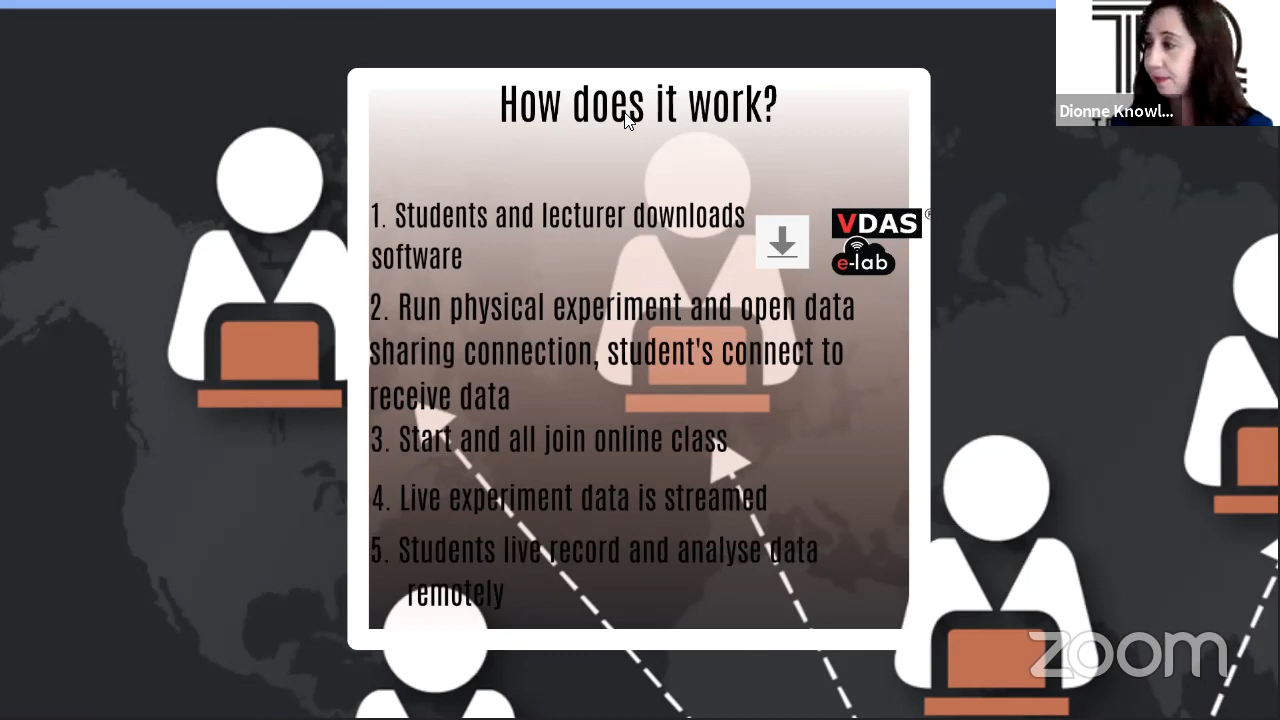 How does it work?
1. Students and lecturer downloads
software
VDAS®
e-lab
2. Run physical experiment and open data
sharing connection, student's connect to
receive data
3. Start and all join online class
4. Live experiment data is streamed
5. Students live record and analyse data
remotely
Dionne Knowl...
zoom